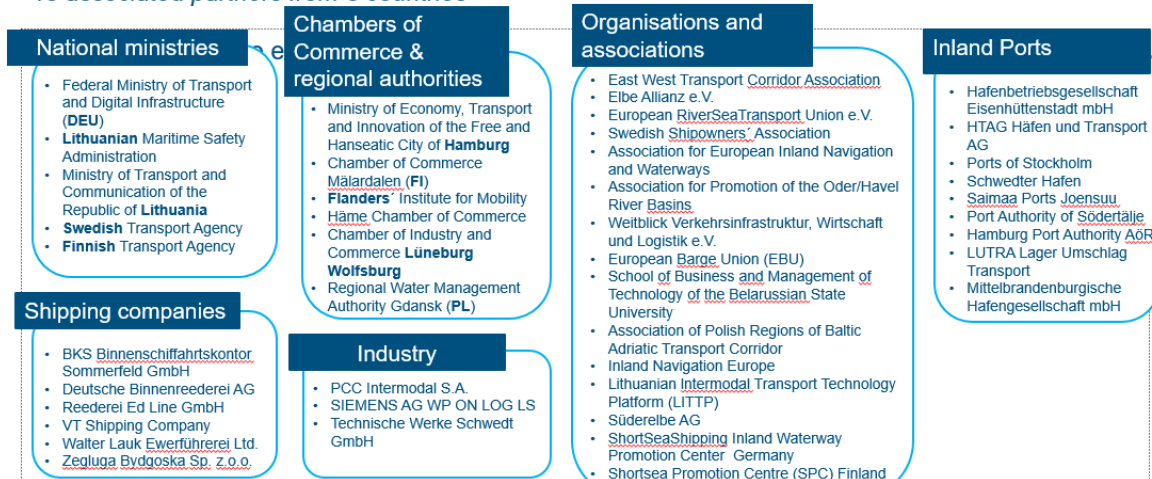 associated partners from
National ministries
Federal Ministry of Transport
and Digital Infrastructure
(DEU)
Lithuanian Maritime Safety
Administration
Ministry of Transport and
Communication of the
Republic of Lithuania
Swedish Transport Agency
Finnish Transport Agency
Shipping companies
BKS Binnenschiffahrtskontor
Sommerfeld GmbH
Deutsche Binnenreederei AG
Reederei Ed Line GmbH
VT Shipping Company
Walter Lauk Ewerführerei Ltd.
Zegluga Bydgoska Sp. z.o.o.
Chambers of
Commerce &
regional authorities
Ministry of Economy, Transport
and Innovation of the Free and
Hanseatic City of Hamburg
Chamber of Commerce
Mälardalen (FI)
Flanders´ Institute for Mobility
Häme Chamber of Commerce
Chamber of Industry and
Commerce Lüneburg
Wolfsburg
Regional Water Management
Authority Gdansk (PL)
Industry
PCC Intermodal S.A.
SIEMENS AG WP ON LOG LS
Technische Werke Schwedt
GmbH
Organisations and
associations
East West Transport Corridor Association
Elbe Allianz e.V.
European RiverSeaTransport Union e.V.
Swedish Shipowners´ Association
Association for European Inland Navigation
and Waterways
Association for Promotion of the Oder/Havel
River Basins
Weitblick Verkehrsinfrastruktur, Wirtschaft
und Logistik e.V.
European Barge Union (EBU)
School of Business and Management of
Technology of the Belarussian State
University
Association of Polish Regions of Baltic
Adriatic Transport Corridor
Inland Navigation Europe
Lithuanian Intermodal Transport Technology
Platform (LITTP)
Süderelbe AG
ShortSeaShipping Inland Waterway
Promotion Center Germany
Shortsea Promotion Centre (SPC) Finland
Inland Ports
Hafenbetriebsgesellschaft
Eisenhüttenstadt mbH
HTAG Häfen und Transport
AG
Ports of Stockholm
Schwedter Hafen
Saimaa Ports Joensuu
Port Authority of Södertälje
Hamburg Port Authority AöR
LUTRA Lager Umschlag
Transport
Mittelbrandenburgische
Hafengesellschaft mbH